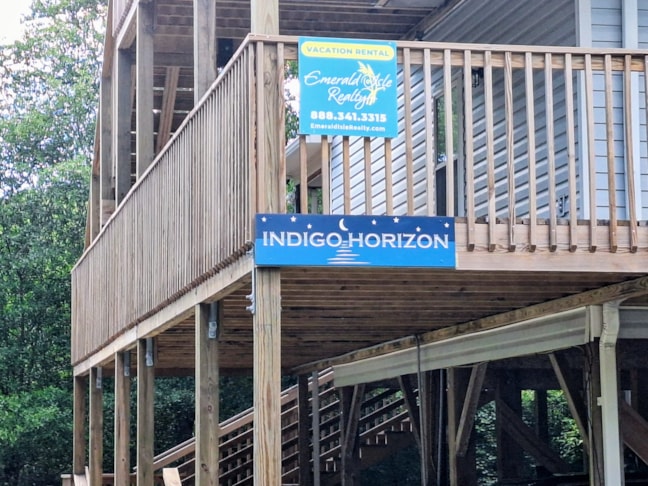 VACATION RENTAL
Emerald Isle
Realty
888.341.3315
EmeraldIsleRealty.com
INDIGO HORIZON